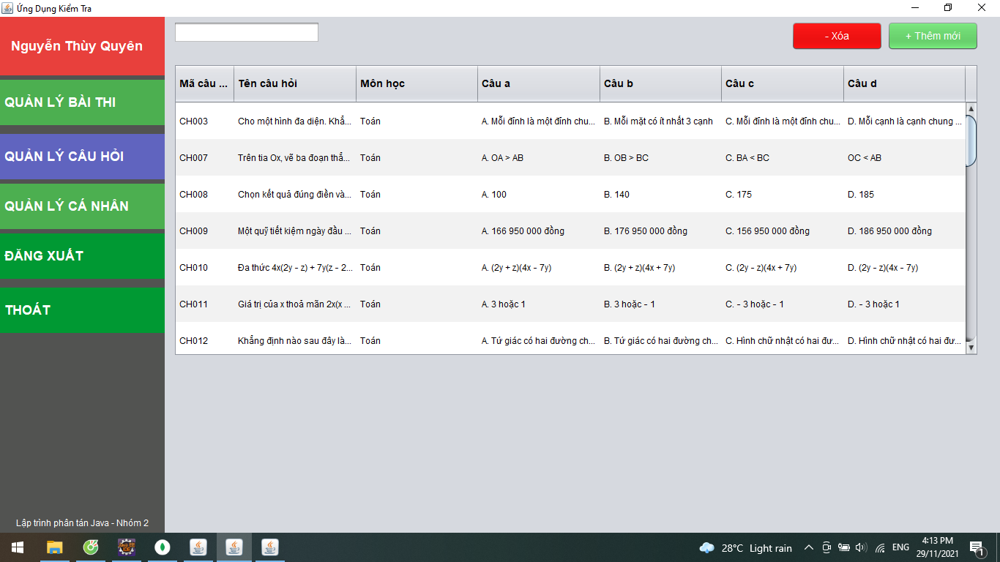 Ứng Dụng Kiểm Tra
Nguyễn Thùy Quyên
QUẢN LÝ BÀI THI
QUẢN LÝ CÂU HỎI
QUẢN LÝ CÁ NHÂN
ĐĂNG XUẤT
THOÁT
Lập trình phân tán Java - Nhóm 2
- Xóa + Thêm mới
Mã câu ... Tên câu hỏi Môn học Câu a Câu b Câu c Câu d
CH003 Cho một hình đa diện. Khẳ... Toán A. Mỗi đỉnh là một đỉnh chu... B. Mỗi mặt có ít nhất 3 cạnh C. Mỗi đỉnh là một đỉnh chu... D. Mỗi cạnh là cạnh chung ...
CH007 Trên tia Ox, vẽ ba đoạn thẳ... Toán A. OA > AB B. OB > BC C. BA < BC OC < AB
CH008 Chọn kết quả đúng điền và... Toán A. 100 B. 140 C. 175 D. 185
CH009 Một quỹ tiết kiệm ngày đầu ... Toán A. 166 950 000 đồng B. 176 950 000 đồng C. 156 950 000 đồng D. 186 950 000 đồng
CH010 Đa thức 4x(2y - z) + 7y(z - 2... Toán A. (2y + z)(4x - 7y) B. (2y + z)(4x + 7y) C. (2y - z)(4x + 7y) D. (2y - z)(4x - 7y)
CH011 Giá trị của x thoả mãn 2x(x ... Toán A. 3 hoặc 1 B. 3 hoặc - 1 C. - 3 hoặc - 1 D. - 3 hoặc 1
CH012 Khẳng định nào sau đây là... Toán A. Tứ giác có hai đường ch... B. Tứ giác có hai đường ch... C. Hình chữ nhật có hai đư... D. Hình chữ nhật có hai đư...
28°C Light rain ENG 4:13 PM
29/11/2021
1